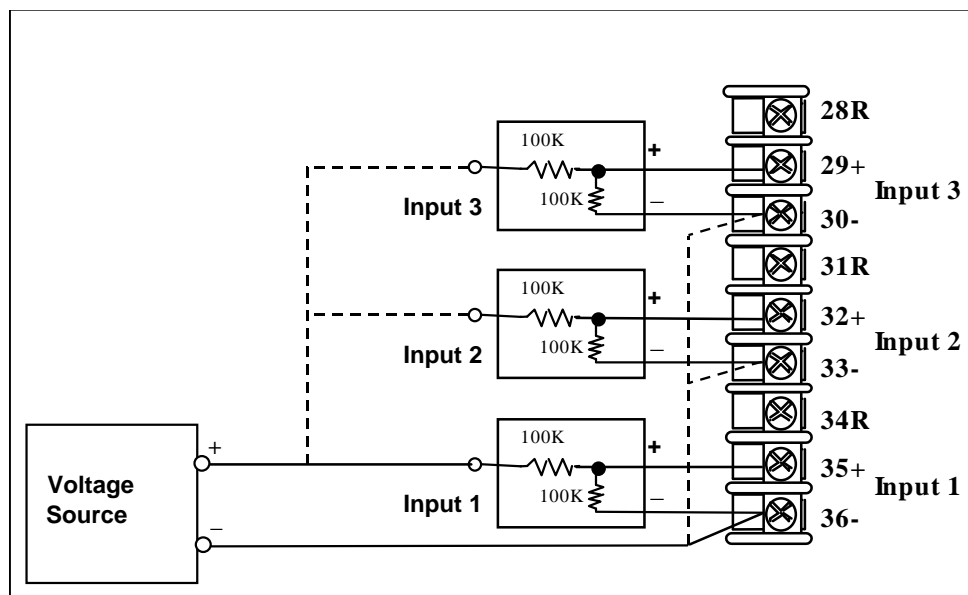 28R
100K
+
29+
Input 3
Input 3
100K
–
30-
31R
100K
+
32+
Input 2
Input 2
100K
–
33-
34R
100K
+
35+
Input 1
Input 1
100K
–
36-
+
Voltage
Source
–